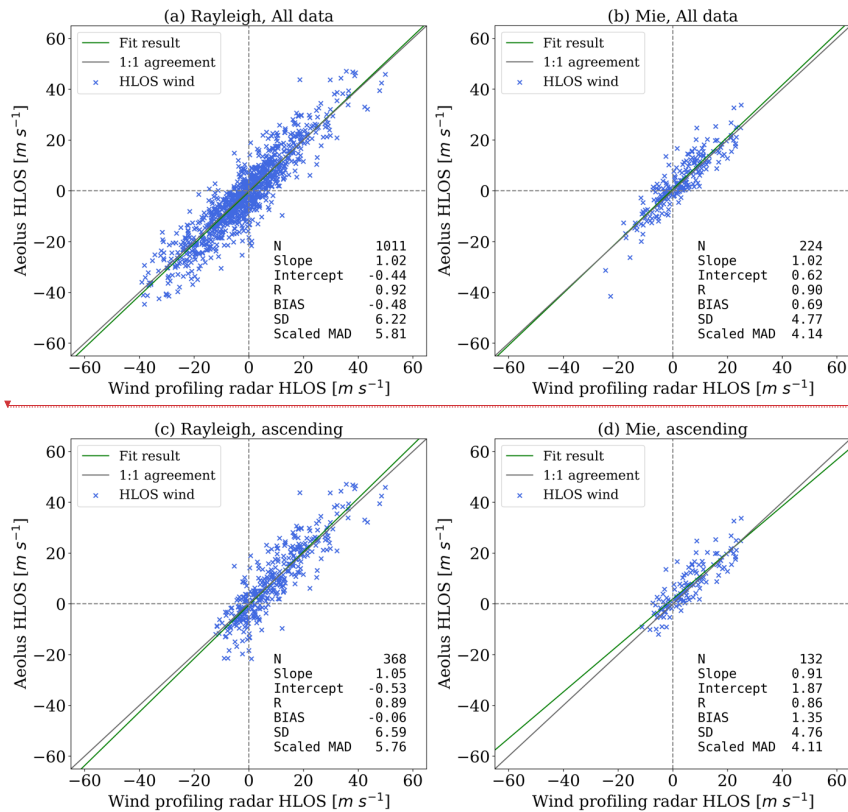 (a) Rayleigh, All data
60
40
20
0
−20
−40
−60
Aeolus HLOS [m s⁻¹]
Fit result
1:1 agreement
HLOS wind
N 1011
Slope 1.02
Intercept -0.44
R 0.92
BIAS -0.48
SD 6.22
Scaled MAD 5.81
−60 −40 −20 0 20 40 60
Wind profiling radar HLOS [m s⁻¹]
(b) Mie, All data
60
40
20
0
−20
−40
−60
Aeolus HLOS [m s⁻¹]
Fit result
1:1 agreement
HLOS wind
N 224
Slope 1.02
Intercept 0.62
R 0.90
BIAS 0.69
SD 4.77
Scaled MAD 4.14
−60 −40 −20 0 20 40 60
Wind profiling radar HLOS [m s⁻¹]
(c) Rayleigh, ascending
60
40
20
0
−20
−40
−60
Aeolus HLOS [m s⁻¹]
Fit result
1:1 agreement
HLOS wind
N 368
Slope 1.05
Intercept -0.53
R 0.89
BIAS -0.06
SD 6.59
Scaled MAD 5.76
−60 −40 −20 0 20 40 60
Wind profiling radar HLOS [m s⁻¹]
(d) Mie, ascending
60
40
20
0
−20
−40
−60
Aeolus HLOS [m s⁻¹]
Fit result
1:1 agreement
HLOS wind
N 132
Slope 0.91
Intercept 1.87
R 0.86
BIAS 1.35
SD 4.76
Scaled MAD 4.11
−60 −40 −20 0 20 40 60
Wind profiling radar HLOS [m s⁻¹]